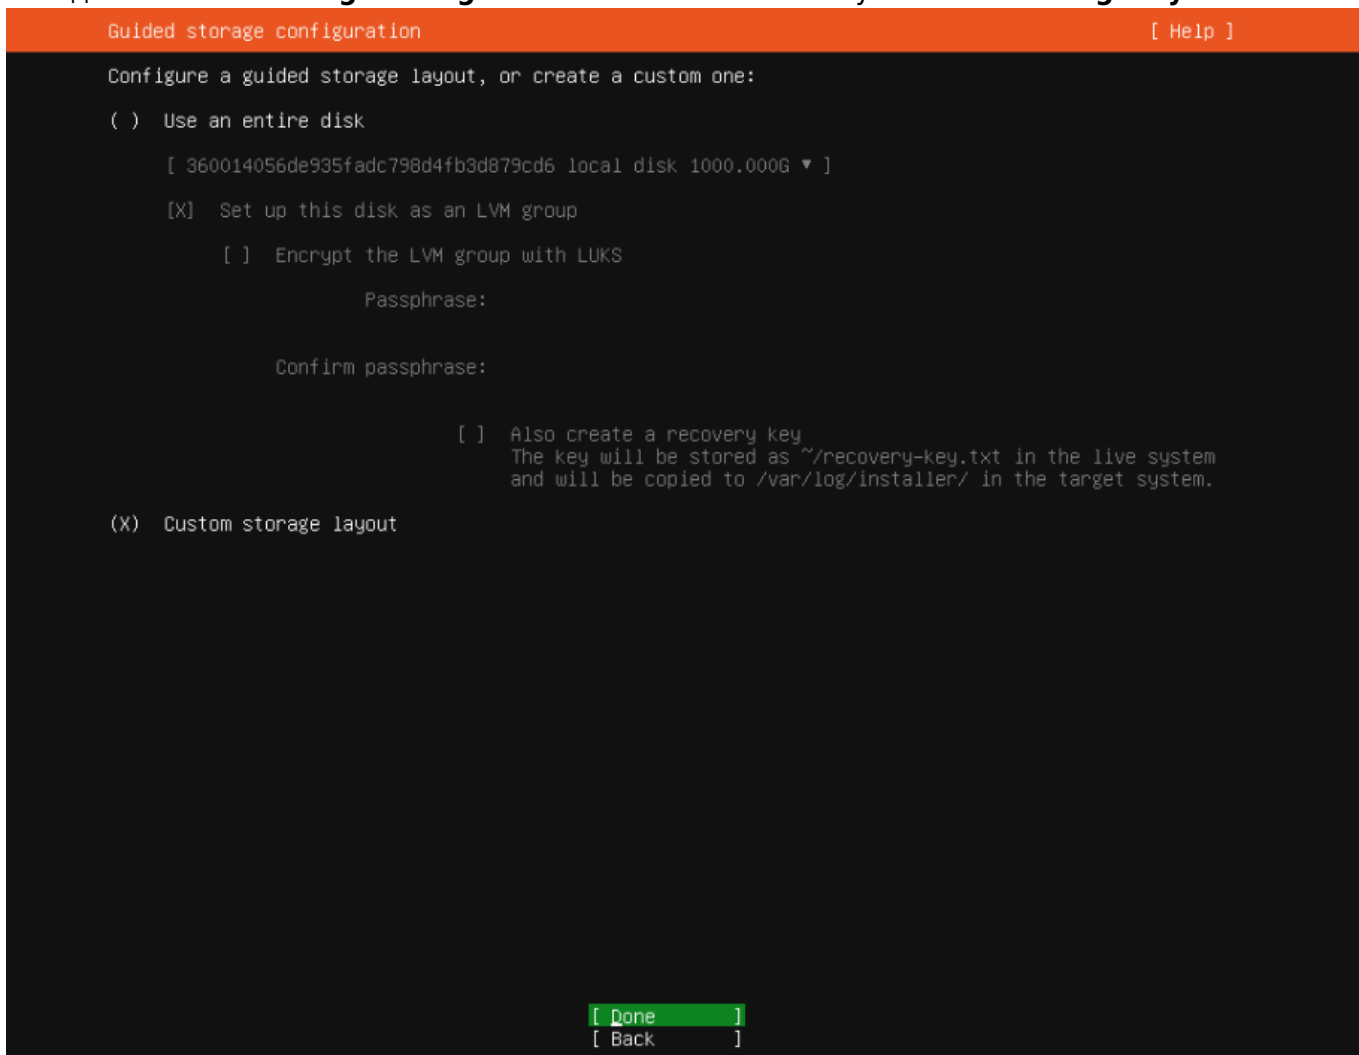 Guided storage configuration [ Help ]
Configure a guided storage layout, or create a custom one:
( ) Use an entire disk
[ 360014056de935fadc798d4fb3d879cd6 local disk 1000.000G ▾ ]
[X] Set up this disk as an LVM group
[ ] Encrypt the LVM group with LUKS
Passphrase:
Confirm passphrase:
[ ] Also create a recovery key
The key will be stored as ~/recovery-key.txt in the live system
and will be copied to /var/log/installer/ in the target system.
(X) Custom storage layout
[ Done ]
[ Back ]